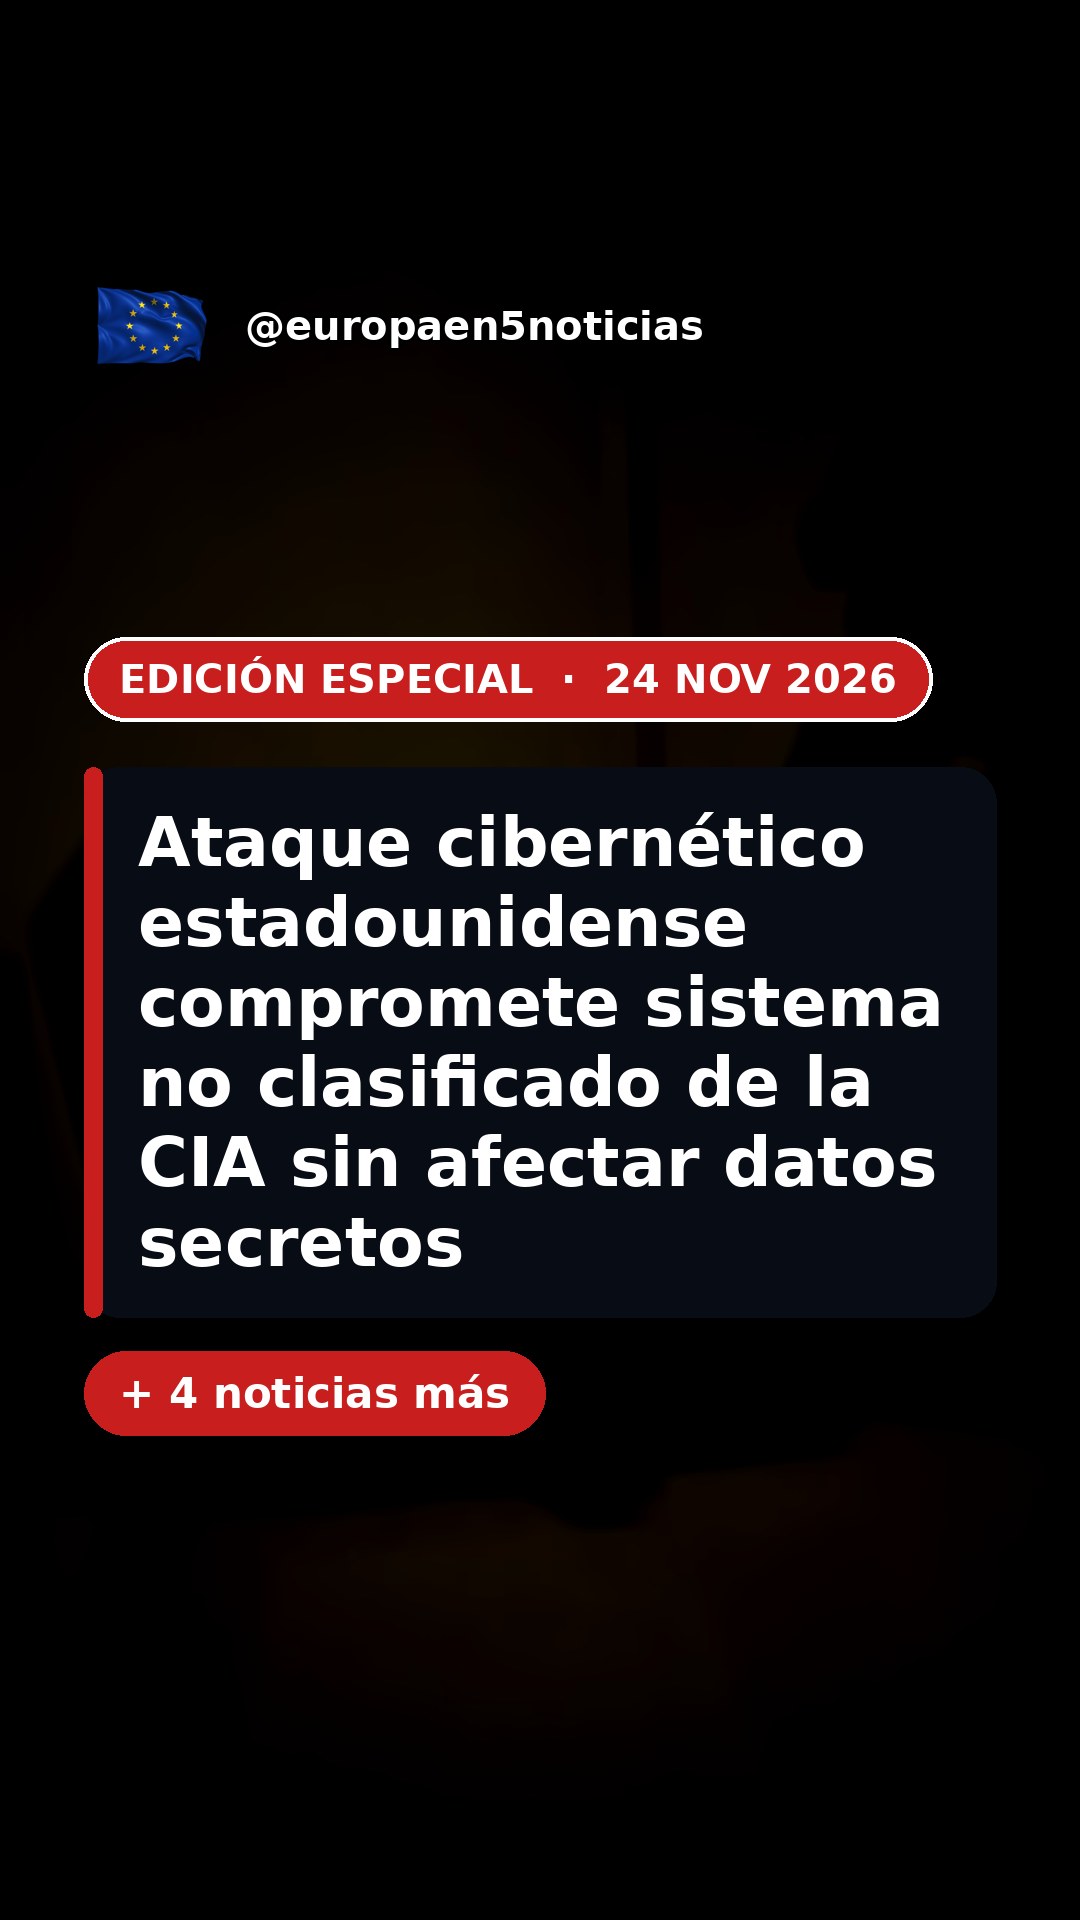 @europaen5noticias
EDICIÓN ESPECIAL · 24 NOV 2026
Ataque cibernético
estadounidense
compromete sistema
no clasificado de la
CIA sin afectar datos
secretos
+ 4 noticias más